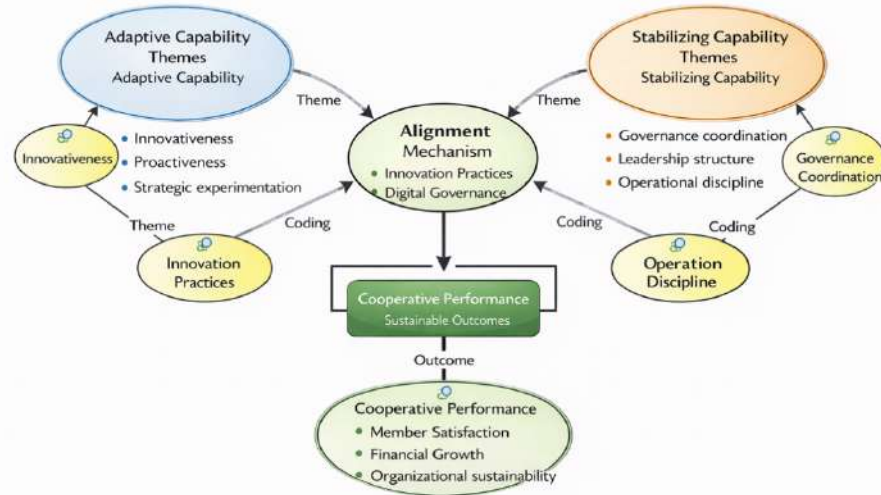 Adaptive Capability
Themes
Adaptive Capability
Stabilizing Capability
Themes
Stabilizing Capability
Theme
Theme
Innovativeness
• Innovativeness
• Proactiveness
• Strategic experimentation
Alignment
Mechanism
• Innovation Practices
• Digital Governance
• Governance coordination
• Leadership structure
• Operational discipline
Governance
Coordination
Theme
Coding
Coding
Coding
Innovation
Practices
Operation
Discipline
Cooperative Performance
Sustainable Outcomes
Outcome
Cooperative Performance
• Member Satisfaction
• Financial Growth
• Organizational sustainability